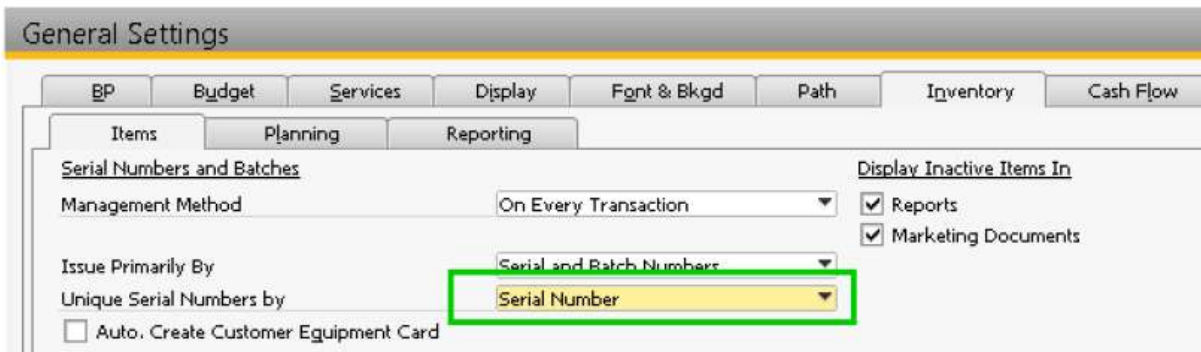 General Settings
BP Budget Services Display Font & Bkgd Path Inventory Cash Flow
Items Planning Reporting
Serial Numbers and Batches Display Inactive Items In
Management Method On Every Transaction Reports
Marketing Documents
Issue Primarily By Serial and Batch Numbers
Unique Serial Numbers by Serial Number
Auto. Create Customer Equipment Card